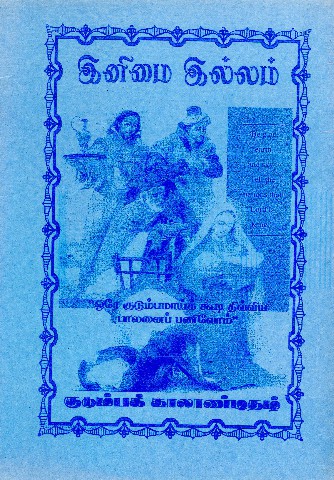 இனிமை இல்லம்
"ஒரே குடும்பமாய்க் கூடி திவ்விய
பாலனைப் பணிவோம்"
குடும்பக் காலாண்டிதழ்